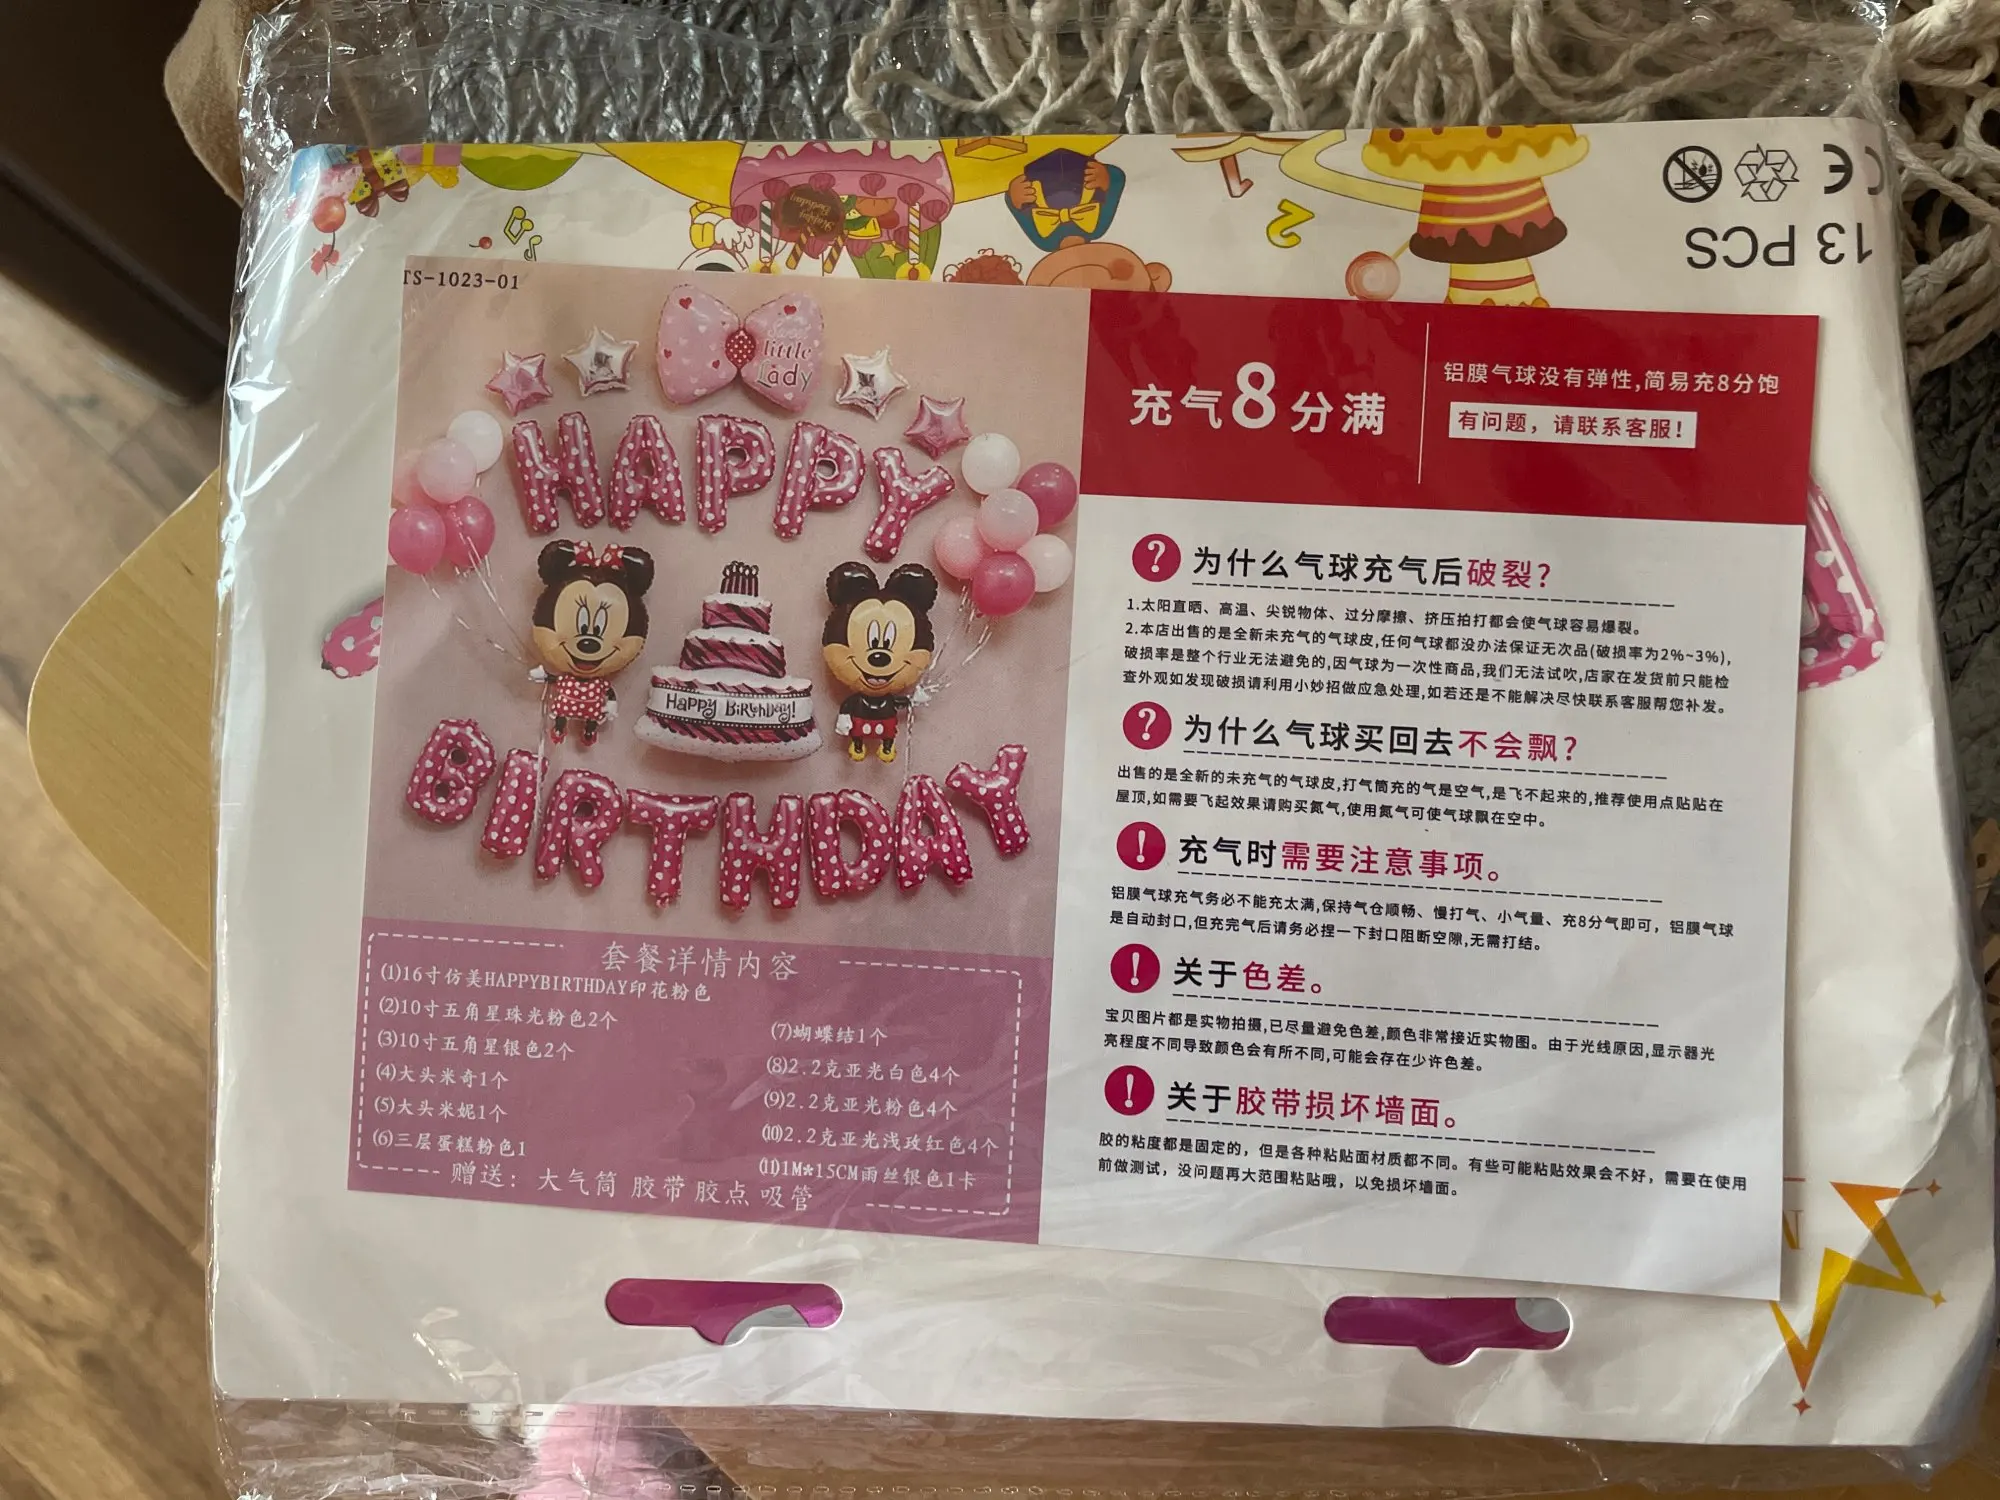 13 PCS
CE
TS-1023-01
Sweet
little
Lady
HAPPY
Happy BiRthDay!
BIRTHDAY
套餐详情内容
⑴16寸仿美HAPPYBIRTHDAY印花粉色
⑵10寸五角星珠光粉色2个
⑶10寸五角星银色2个
⑷大头米奇1个
⑸大头米妮1个
⑹三层蛋糕粉色1
⑺蝴蝶结1个
⑻2.2克亚光白色4个
⑼2.2克亚光粉色4个
⑽2.2克亚光浅玫红色4个
⑾1M*15CM雨丝银色1卡
赠送：大气筒 胶带 胶点 吸管
充气8分满
铝膜气球没有弹性,简易充8分饱
有问题，请联系客服！
? 为什么气球充气后破裂?
1.太阳直晒、高温、尖锐物体、过分摩擦、挤压拍打都会使气球容易爆裂。
2.本店出售的是全新未充气的气球皮,任何气球都没办法保证无次品(破损率为2%~3%),
破损率是整个行业无法避免的,因气球为一次性商品,我们无法试吹,店家在发货前只能检
查外观如发现破损请利用小妙招做应急处理,如若还是不能解决尽快联系客服帮您补发。
? 为什么气球买回去不会飘?
出售的是全新的未充气的气球皮,打气筒充的气是空气,是飞不起来的,推荐使用点贴贴在
屋顶,如需要飞起效果请购买氮气,使用氮气可使气球飘在空中。
! 充气时需要注意事项。
铝膜气球充气务必不能充太满,保持气仓顺畅、慢打气、小气量、充8分气即可，铝膜气球
是自动封口,但充完气后请务必捏一下封口阻断空隙,无需打结。
! 关于色差。
宝贝图片都是实物拍摄,已尽量避免色差,颜色非常接近实物图。由于光线原因,显示器光
亮程度不同导致颜色会有所不同,可能会存在少许色差。
! 关于胶带损坏墙面。
胶的粘度都是固定的，但是各种粘贴面材质都不同。有些可能粘贴效果会不好，需要在使用
前做测试，没问题再大范围粘贴哦，以免损坏墙面。